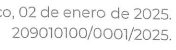 co, 02 de enero de 2025.
209010100/0001/2025.